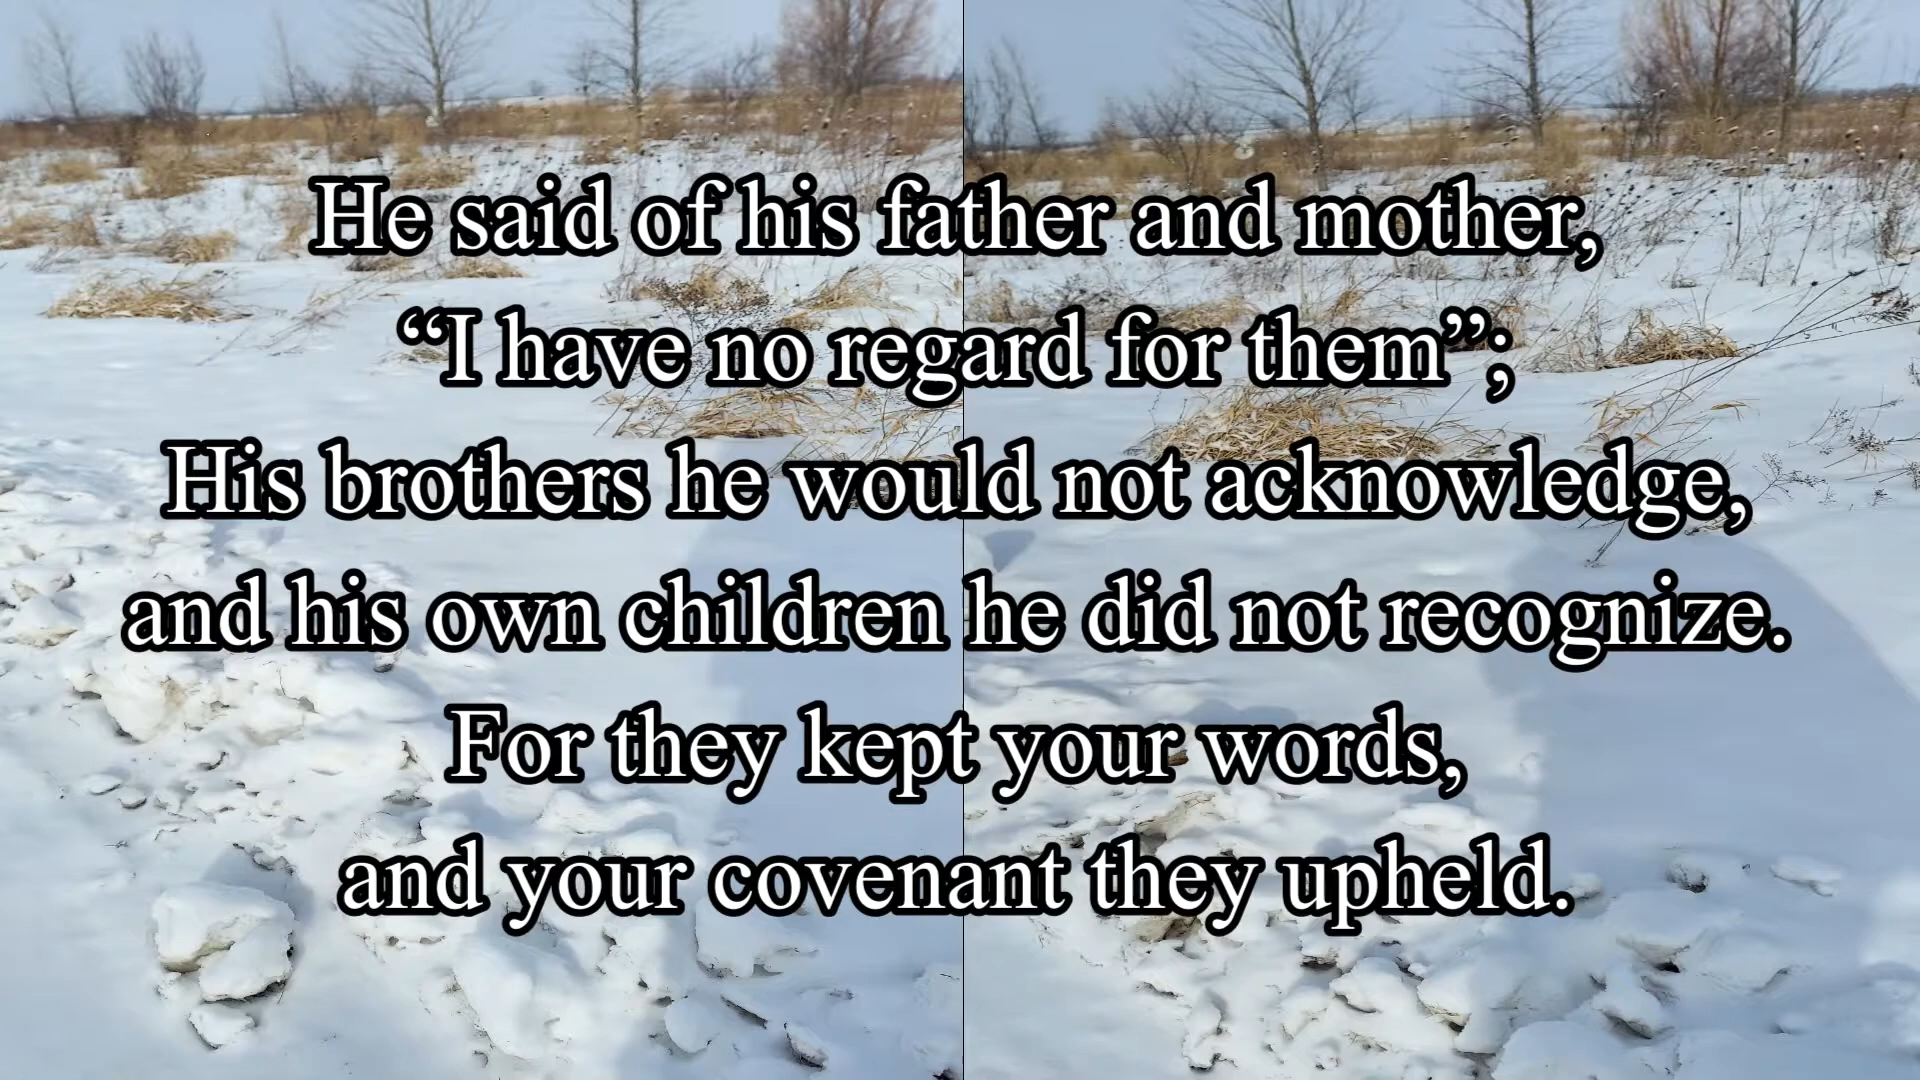 He said of his father and mother,
“I have no regard for them”;
His brothers he would not acknowledge,
and his own children he did not recognize.
For they kept your words,
and your covenant they upheld.